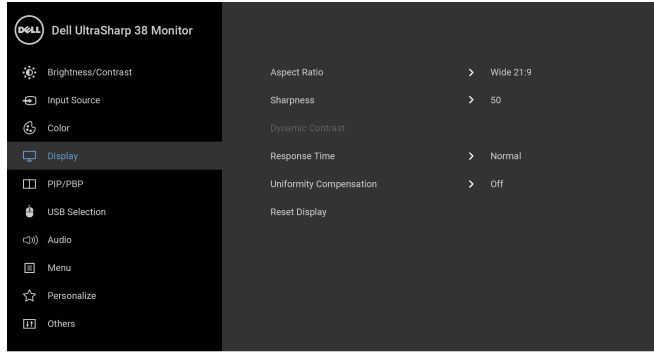 DELL Dell UltraSharp 38 Monitor
Brightness/Contrast
Input Source
Color
Display
PIP/PBP
USB Selection
Audio
Menu
Personalize
Others
Aspect Ratio > Wide 21:9
Sharpness > 50
Dynamic Contrast
Response Time > Normal
Uniformity Compensation > Off
Reset Display